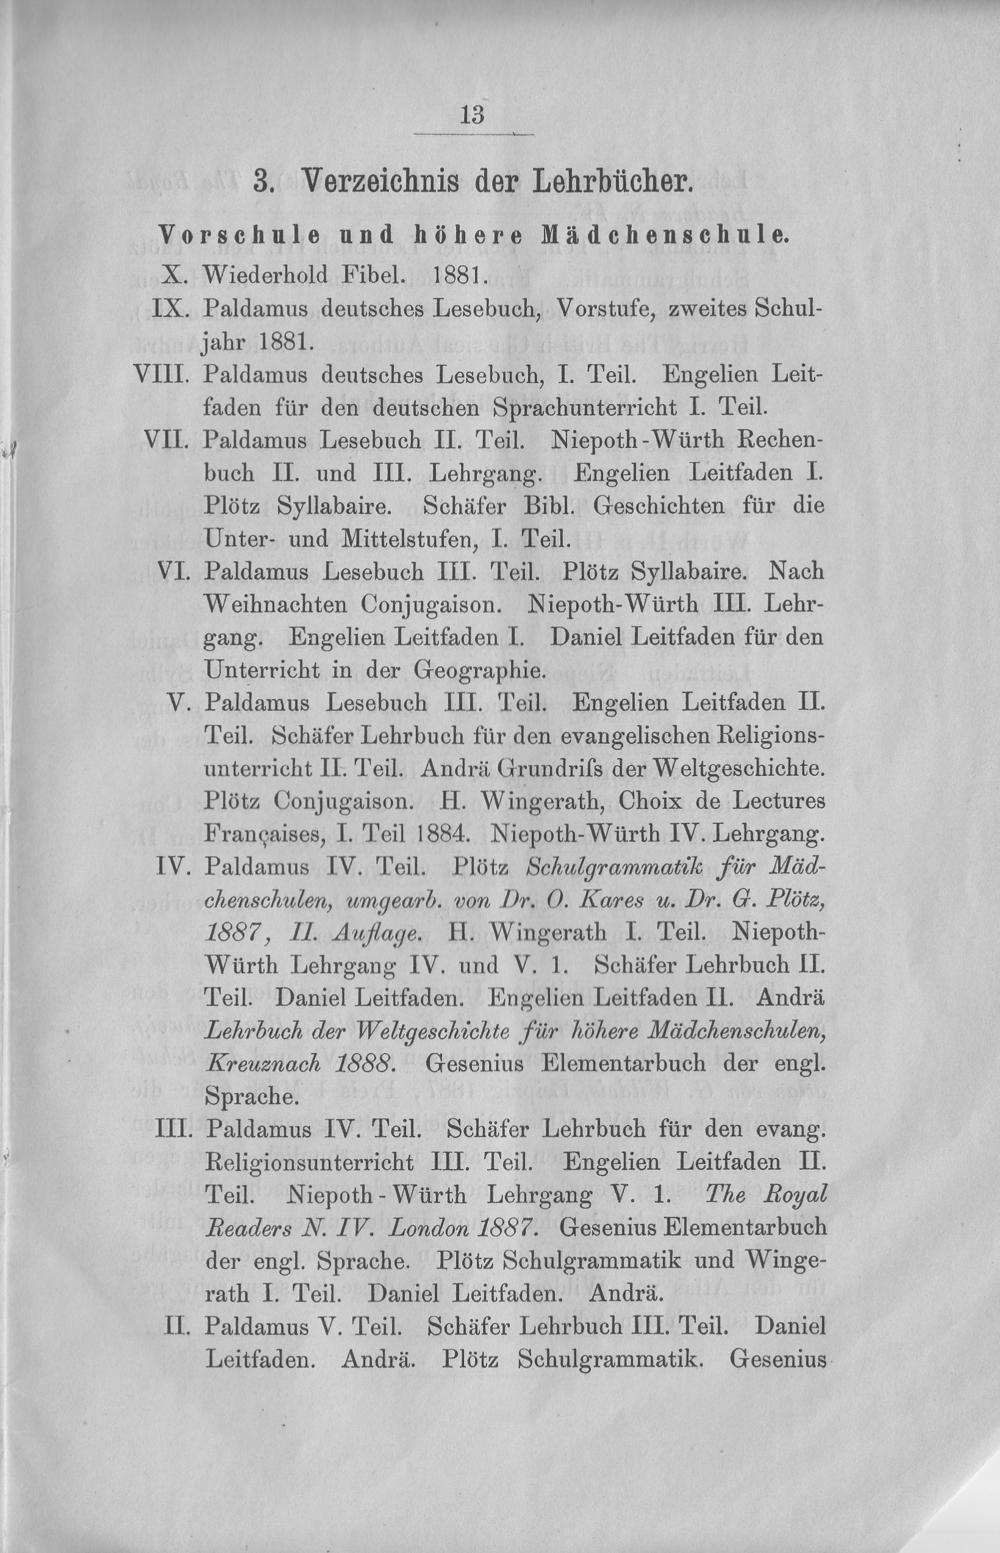 13
3. Verzeichnis der Lehrbücher.
Vorschule und höhere Mädchenschule.
X. Wiederhold Fibel. 1881.
IX. Paldamus deutsches Lesebuch, Vorstufe, zweites Schul-
jahr 1881.
VIII. Paldamus deutsches Lesebuch, I. Teil. Engelien Leit-
faden für den deutschen Sprachunterricht I. Teil.
VII. Paldamus Lesebuch II. Teil. Niepoth-Würth Rechen-
buch II. und III. Lehrgang. Engelien Leitfaden I.
Plötz Syllabaire. Schäfer Bibl. Geschichten für die
Unter- und Mittelstufen, I. Teil.
VI. Paldamus Lesebuch III. Teil. Plötz Syllabaire. Nach
Weihnachten Conjugaison. Niepoth-Würth III. Lehr-
gang. Engelien Leitfaden I. Daniel Leitfaden für den
Unterricht in der Geographie.
V. Paldamus Lesebuch III. Teil. Engelien Leitfaden II.
Teil. Schäfer Lehrbuch für den evangelischen Religions-
unterricht II. Teil. Andrä Grundriſs der Weltgeschichte.
Plötz Conjugaison. H. Wingerath, Choix de Lectures
Françaises, I. Teil 1884. Niepoth-Würth IV. Lehrgang.
IV. Paldamus IV. Teil. Plötz Schulgrammatik für Mäd-
chenschulen, umgearb. von Dr. O. Kares u. Dr. G. Plötz,
1887, II. Auflage. H. Wingerath I. Teil. Niepoth-
Würth Lehrgang IV. und V. 1. Schäfer Lehrbuch II.
Teil. Daniel Leitfaden. Engelien Leitfaden II. Andrä
Lehrbuch der Weltgeschichte für höhere Mädchenschulen,
Kreuznach 1888. Gesenius Elementarbuch der engl.
Sprache.
III. Paldamus IV. Teil. Schäfer Lehrbuch für den evang.
Religionsunterricht III. Teil. Engelien Leitfaden II.
Teil. Niepoth-Würth Lehrgang V. 1. The Royal
Readers N. IV. London 1887. Gesenius Elementarbuch
der engl. Sprache. Plötz Schulgrammatik und Winge-
rath I. Teil. Daniel Leitfaden. Andrä.
II. Paldamus V. Teil. Schäfer Lehrbuch III. Teil. Daniel
Leitfaden. Andrä. Plötz Schulgrammatik. Gesenius